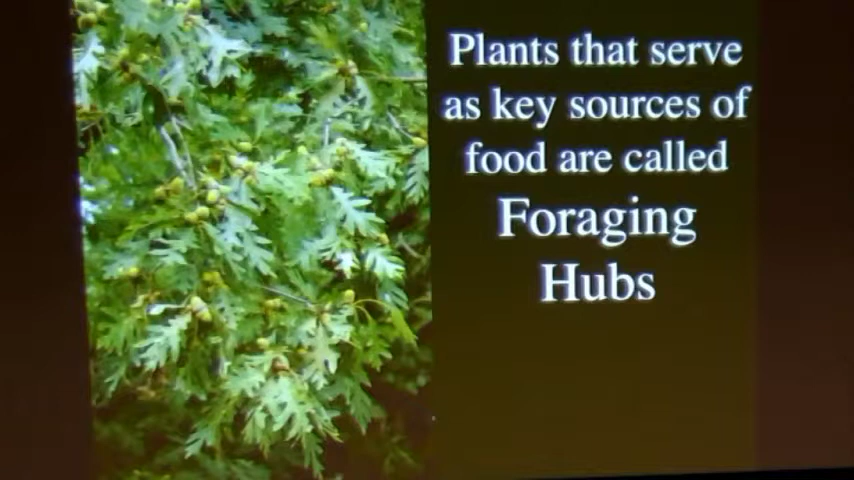 Plants that serve
as key sources of
food are called
Foraging
Hubs